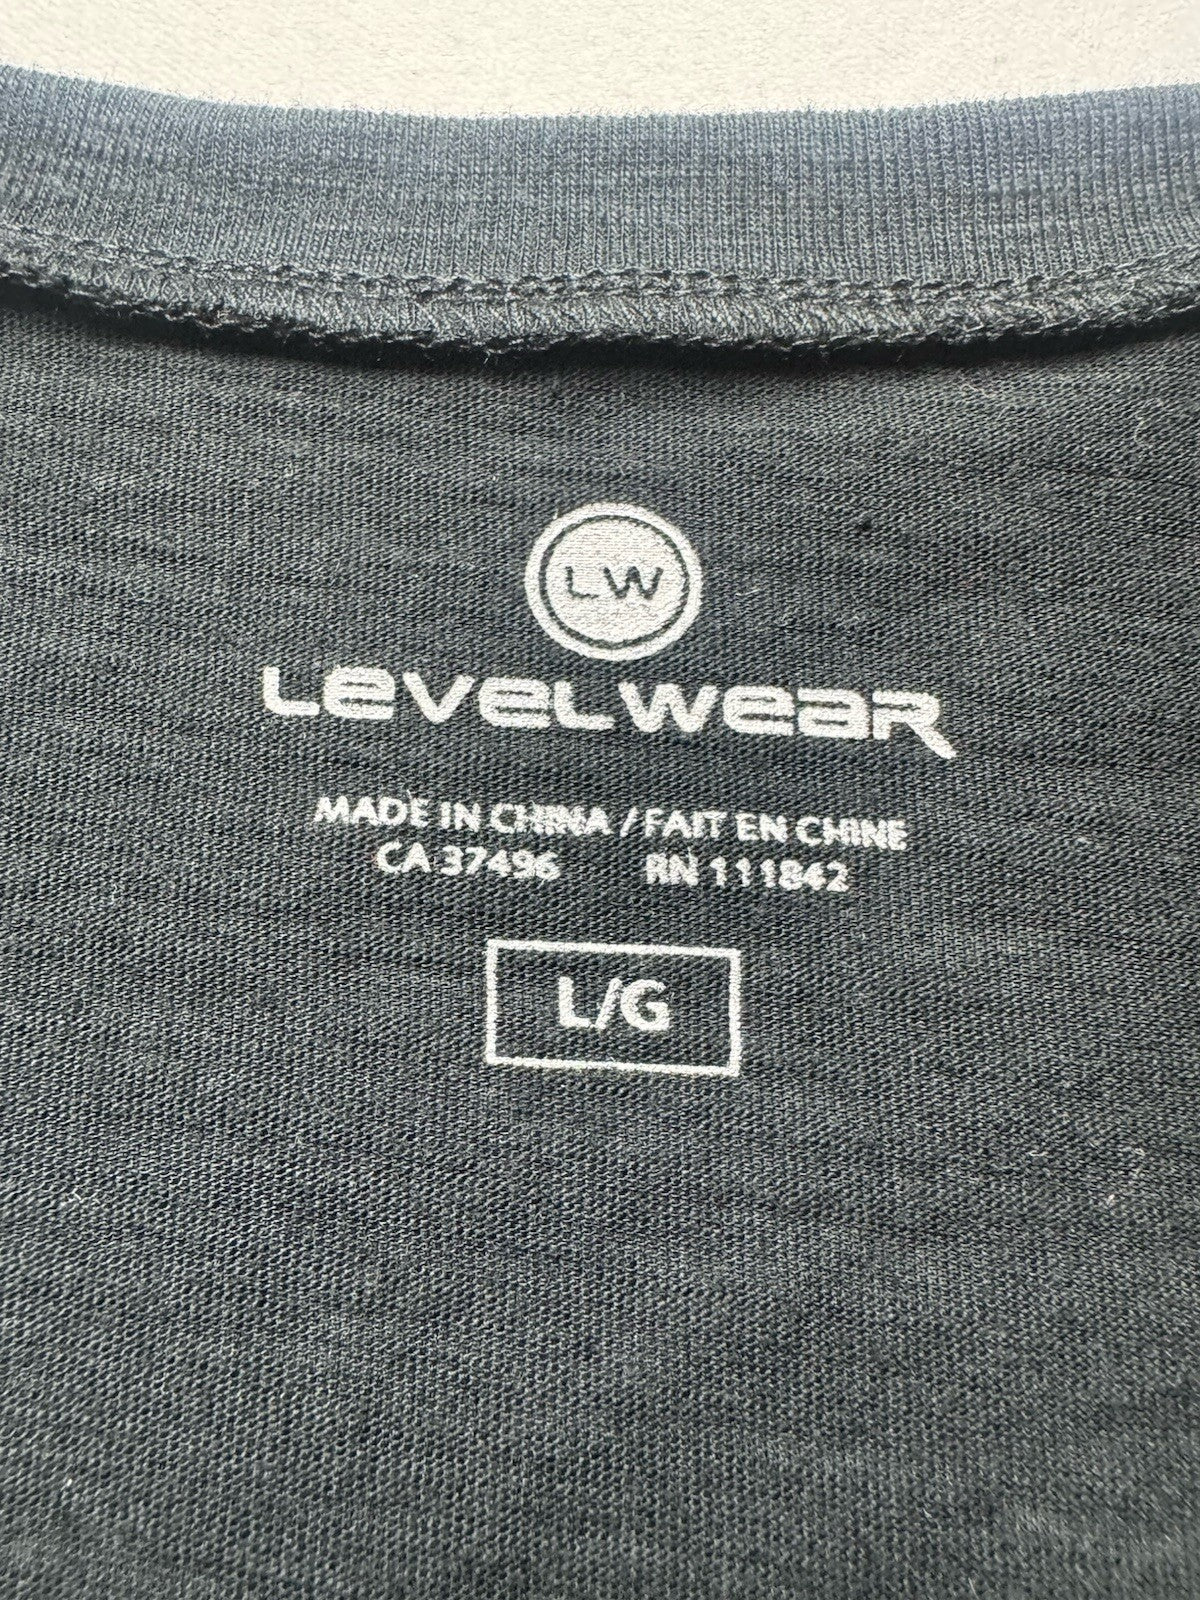 LW
LEVELWEAR
MADE IN CHINA / FAIT EN CHINE
CA 37496 RN 111842
L/G